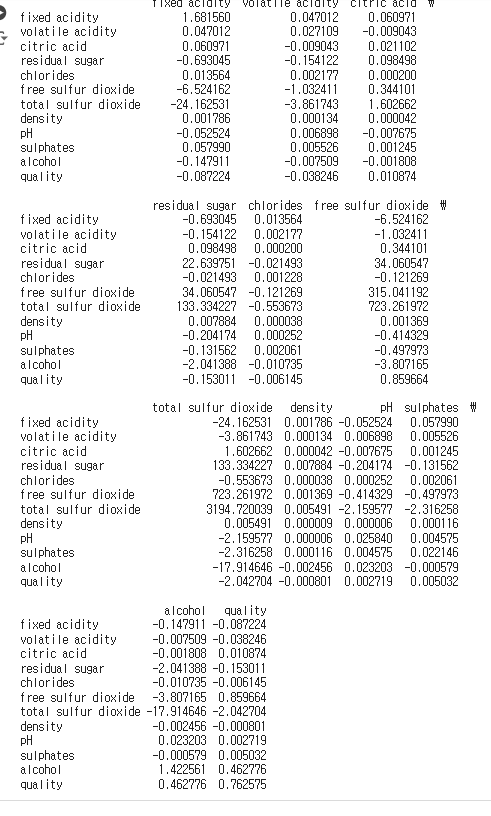 fixed acidity volatile acidity citric acid ₩
fixed acidity 1.681560 0.047012 0.060971
volatile acidity 0.047012 0.027109 -0.009043
citric acid 0.060971 -0.009043 0.021102
residual sugar -0.693045 -0.154122 0.098498
chlorides 0.013564 0.002177 0.000200
free sulfur dioxide -6.524162 -1.032411 0.344101
total sulfur dioxide -24.162531 -3.861743 1.602662
density 0.001786 0.000134 0.000042
pH -0.052524 0.006898 -0.007675
sulphates 0.057990 0.005526 0.001245
alcohol -0.147911 -0.007509 -0.001808
quality -0.087224 -0.038246 0.010874
residual sugar chlorides free sulfur dioxide ₩
fixed acidity -0.693045 0.013564 -6.524162
volatile acidity -0.154122 0.002177 -1.032411
citric acid 0.098498 0.000200 0.344101
residual sugar 22.639751 -0.021493 34.060547
chlorides -0.021493 0.001228 -0.121269
free sulfur dioxide 34.060547 -0.121269 315.041192
total sulfur dioxide 133.334227 -0.553673 723.261972
density 0.007884 0.000038 0.001369
pH -0.204174 0.000252 -0.414329
sulphates -0.131562 0.002061 -0.497973
alcohol -2.041388 -0.010735 -3.807165
quality -0.153011 -0.006145 0.859664
total sulfur dioxide density pH sulphates ₩
fixed acidity -24.162531 0.001786 -0.052524 0.057990
volatile acidity -3.861743 0.000134 0.006898 0.005526
citric acid 1.602662 0.000042 -0.007675 0.001245
residual sugar 133.334227 0.007884 -0.204174 -0.131562
chlorides -0.553673 0.000038 0.000252 0.002061
free sulfur dioxide 723.261972 0.001369 -0.414329 -0.497973
total sulfur dioxide 3194.720039 0.005491 -2.159577 -2.316258
density 0.005491 0.000009 0.000006 0.000116
pH -2.159577 0.000006 0.025840 0.004575
sulphates -2.316258 0.000116 0.004575 0.022146
alcohol -17.914646 -0.002456 0.023203 -0.000579
quality -2.042704 -0.000801 0.002719 0.005032
alcohol quality
fixed acidity -0.147911 -0.087224
volatile acidity -0.007509 -0.038246
citric acid -0.001808 0.010874
residual sugar -2.041388 -0.153011
chlorides -0.010735 -0.006145
free sulfur dioxide -3.807165 0.859664
total sulfur dioxide -17.914646 -2.042704
density -0.002456 -0.000801
pH 0.023203 0.002719
sulphates -0.000579 0.005032
alcohol 1.422561 0.462776
quality 0.462776 0.762575